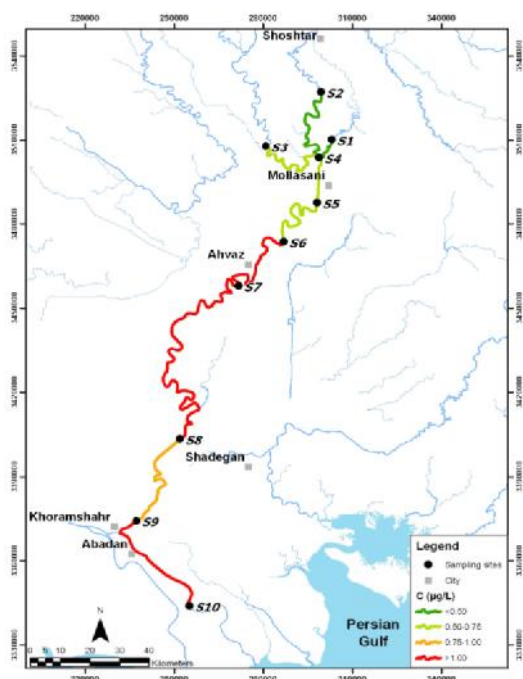 220000 250000 280000 310000 340000
Shoshtar
S2
S1
S3
S4
Mollasani
S5
S6
Ahvaz
S7
S8
Shadegan
S9
Khoramshahr
Abadan
S10
N
0 5 10 20 30 40
Kilometers
Persian
Gulf
Legend
Sampling sites
City
C (µg/L)
<0.50
0.50-0.75
0.75-1.00
>1.00